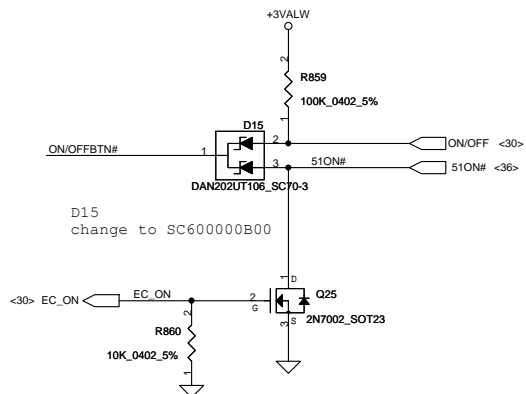 +3VALW
2
R859
100K_0402_5%
1
D15
ON/OFFBTN#
1
2
ON/OFF <30>
3
51ON#
51ON# <36>
DAN202UT106_SC70-3
D15
change to SC600000B00
1
D
Q25
<30> EC_ON
EC_ON
2
G
2N7002_SOT23
3
S
2
R860
10K_0402_5%
1